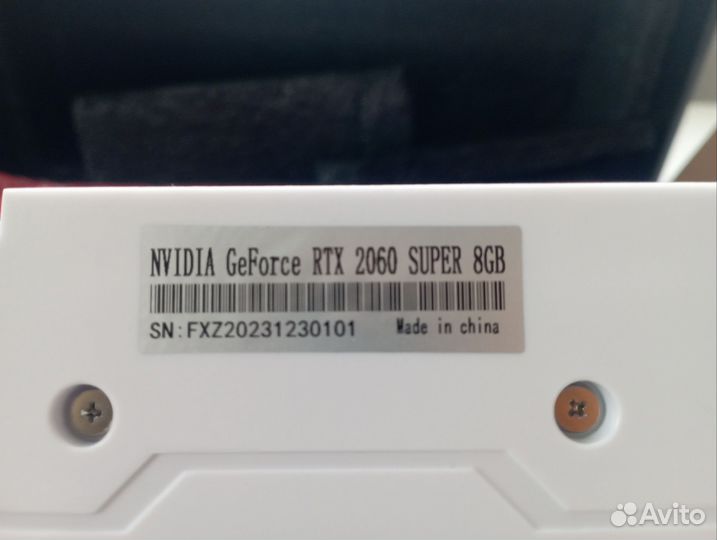 NVIDIA GeForce RTX 2060 SUPER 8GB
SN:FXZ20231230101 Made in china
Avito